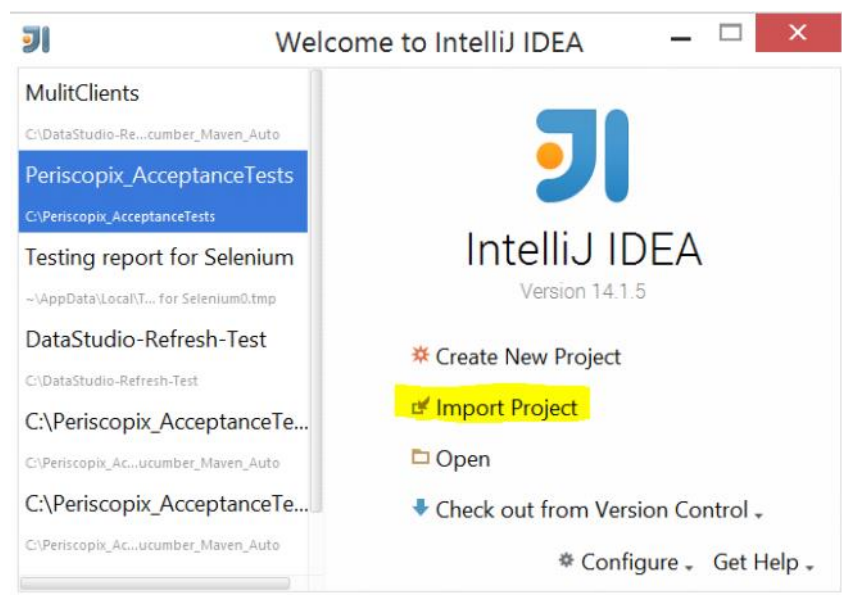 Welcome to IntelliJ IDEA
MulitClients
C:\DataStudio-Re...cumber_Maven_Auto
Periscopix_AcceptanceTests
C:\Periscopix_AcceptanceTests
Testing report for Selenium
~\AppData\Local\T... for Selenium0.tmp
DataStudio-Refresh-Test
C:\DataStudio-Refresh-Test
C:\Periscopix_AcceptanceTe...
C:\Periscopix_Ac...ucumber_Maven_Auto
C:\Periscopix_AcceptanceTe...
C:\Periscopix_Ac...ucumber_Maven_Auto
IntelliJ IDEA
Version 14.1.5
Create New Project
Import Project
Open
Check out from Version Control
Configure Get Help